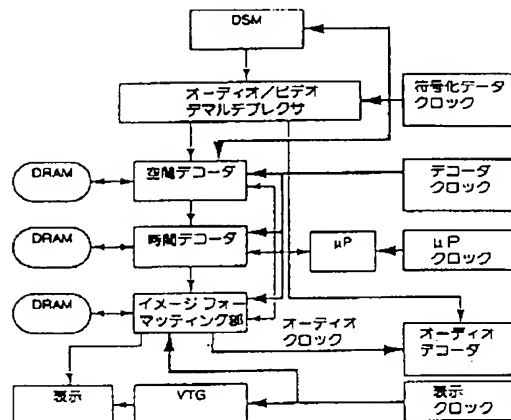 DSM
オーディオ／ビデオ
デマルチプレクサ
符号化データ
クロック
DRAM
空間デコーダ
デコーダ
クロック
DRAM
時間デコーダ
μP
μP
クロック
DRAM
イメージ フォー
マッティング部
オーディオ
クロック
オーディオ
デコーダ
表示
VTG
表示
クロック